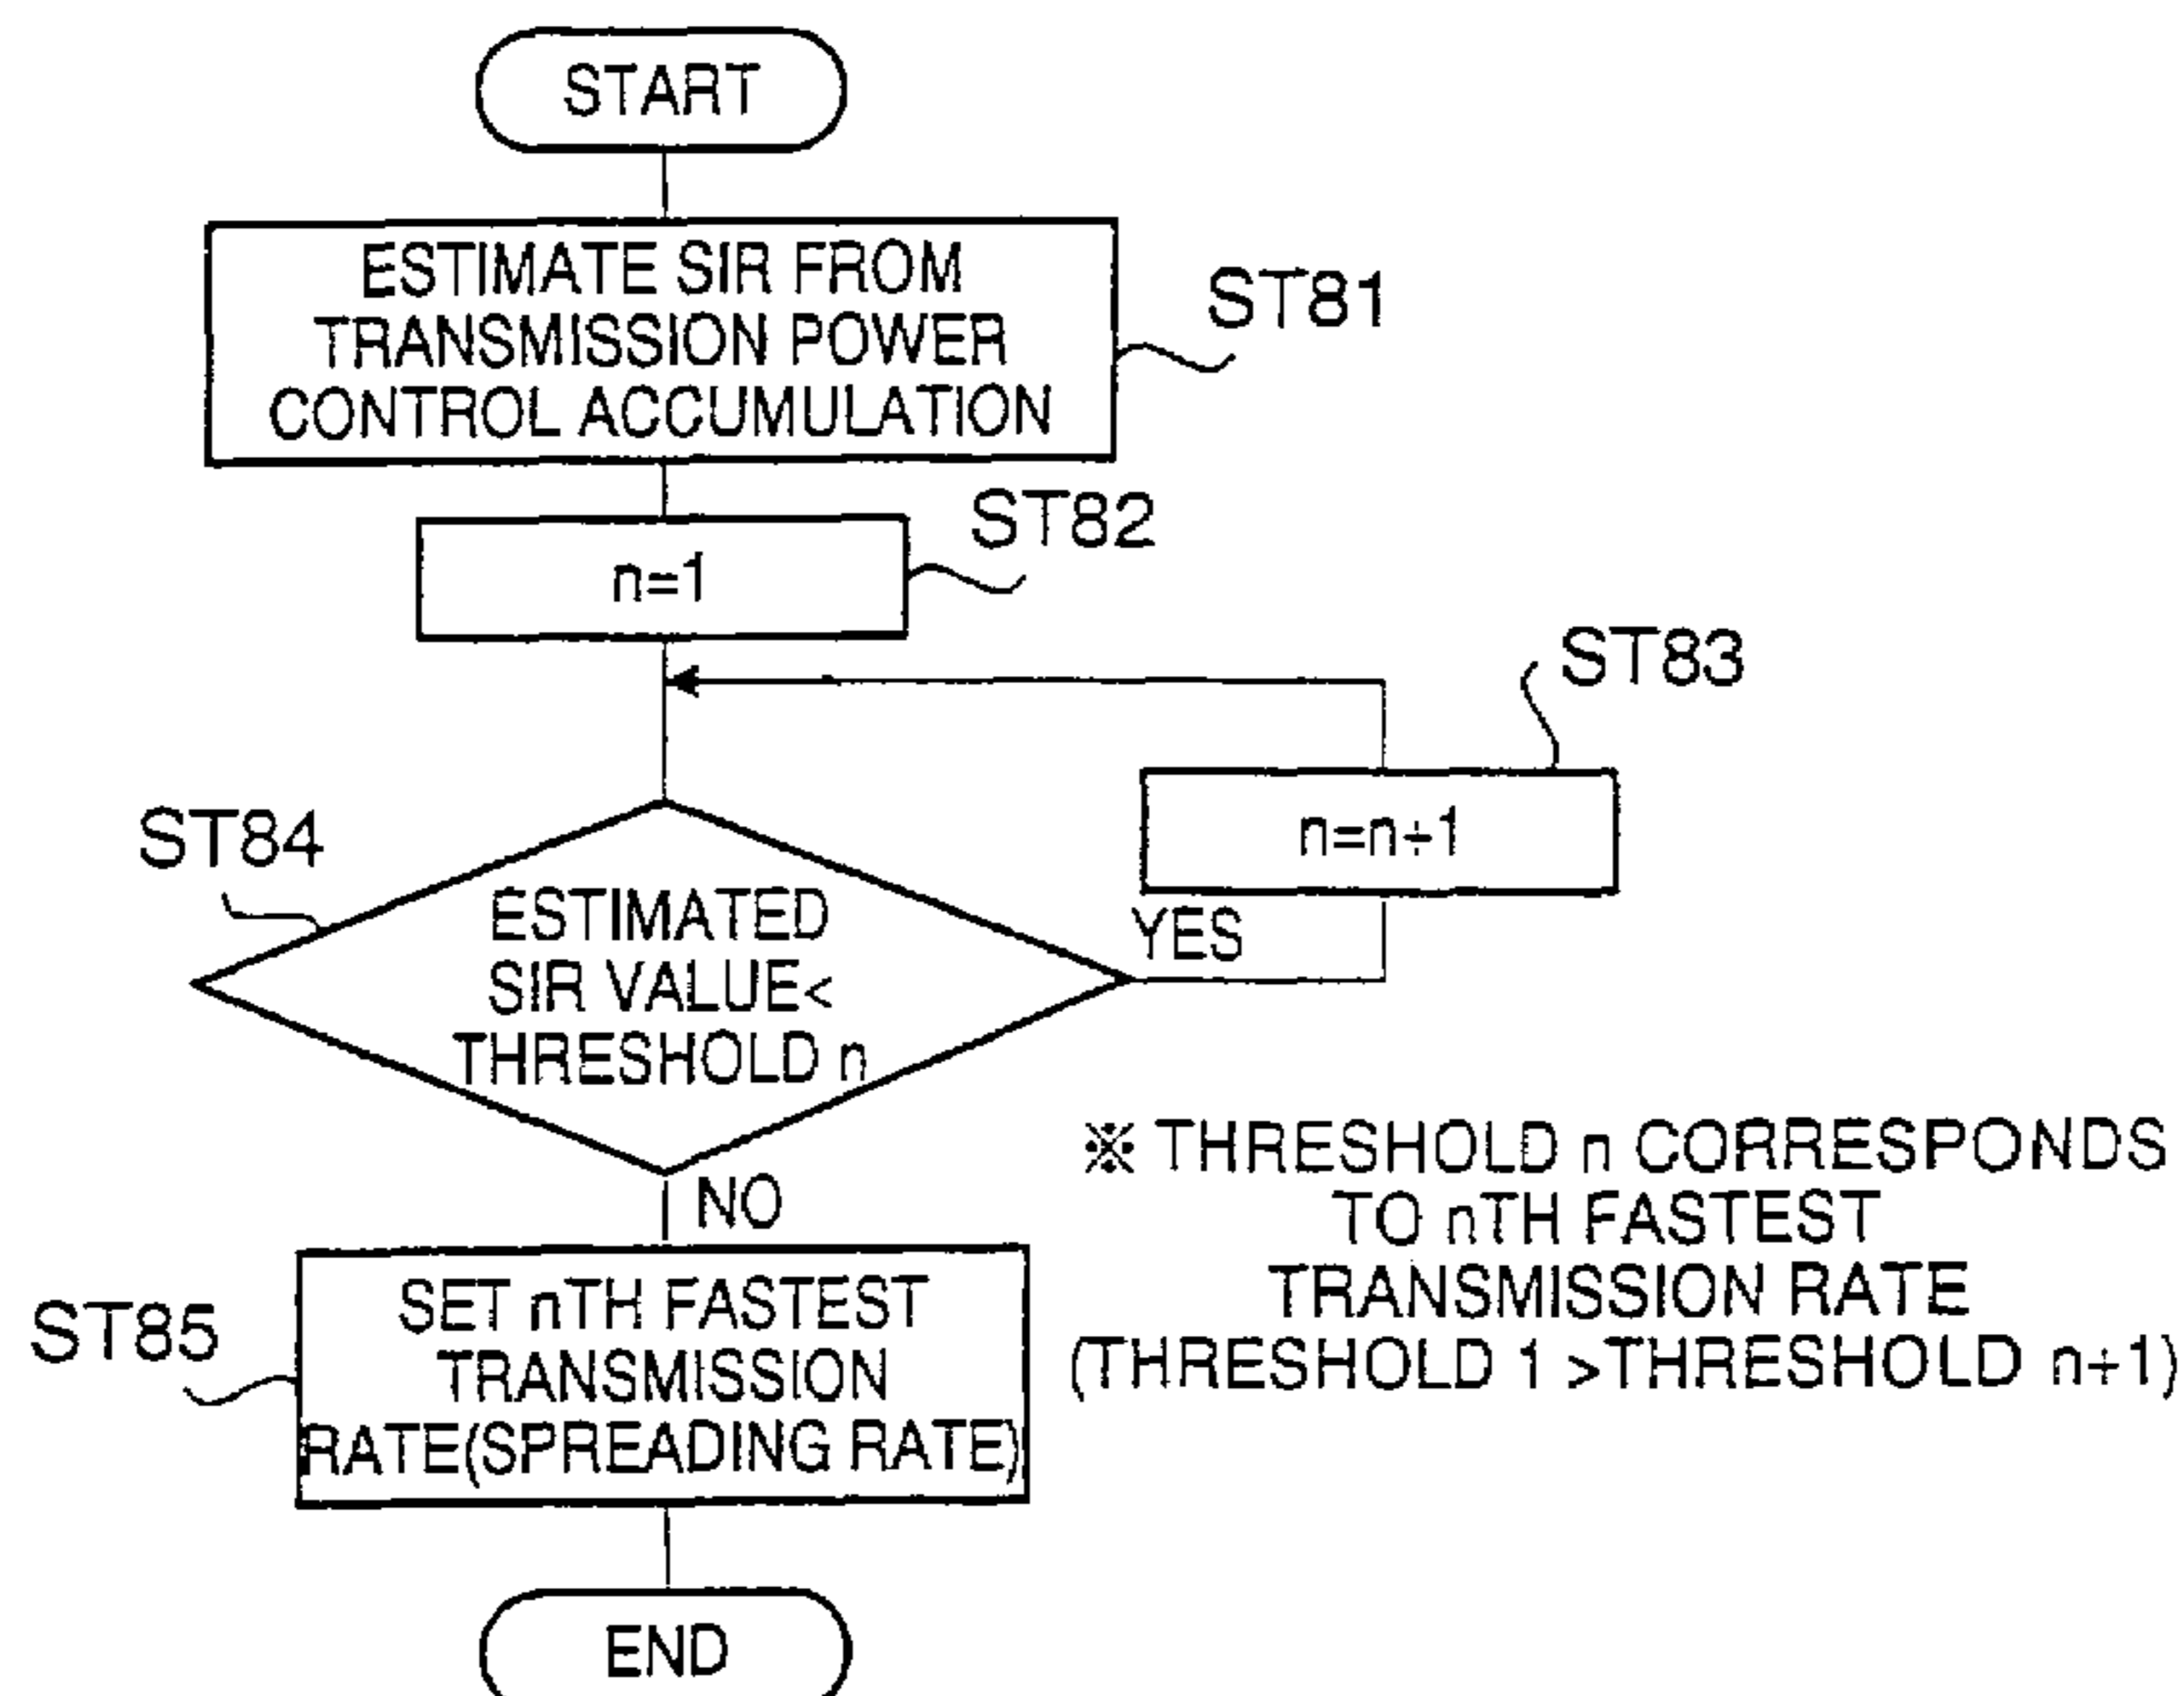 START
ESTIMATE SIR FROM
TRANSMISSION POWER
CONTROL ACCUMULATION
ST81
n=1
ST82
ST83
n=n+1
ST84
ESTIMATED
SIR VALUE<
THRESHOLD n
YES
NO
※ THRESHOLD n CORRESPONDS
TO nTH FASTEST
TRANSMISSION RATE
(THRESHOLD 1 >THRESHOLD n+1)
ST85
SET nTH FASTEST
TRANSMISSION
RATE(SPREADING RATE)
END